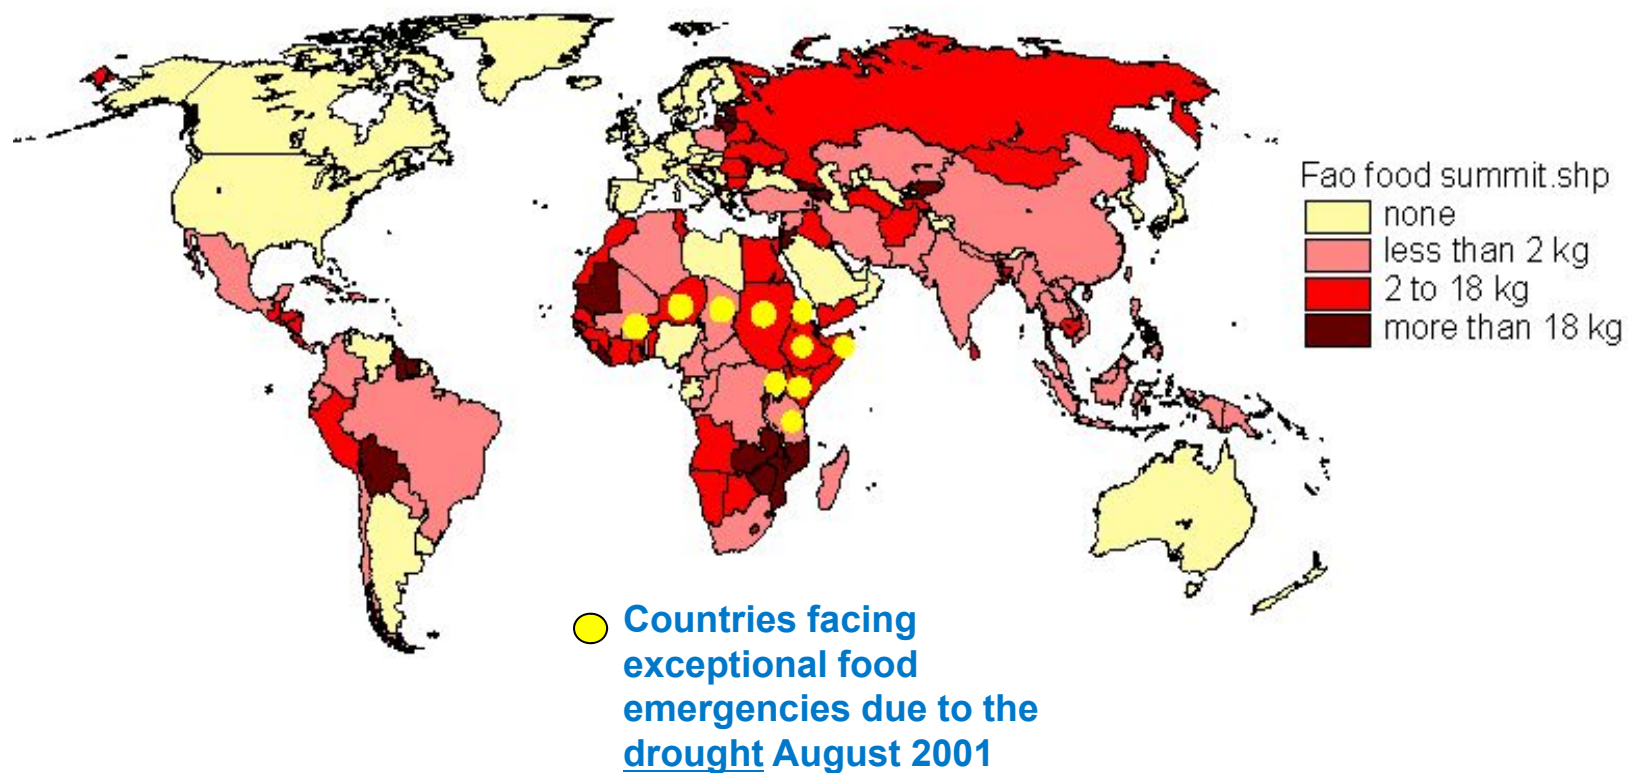 Fao food summit.shp
none
less than 2 kg
2 to 18 kg
more than 18 kg
Countries facing
exceptional food
emergencies due to the
drought August 2001